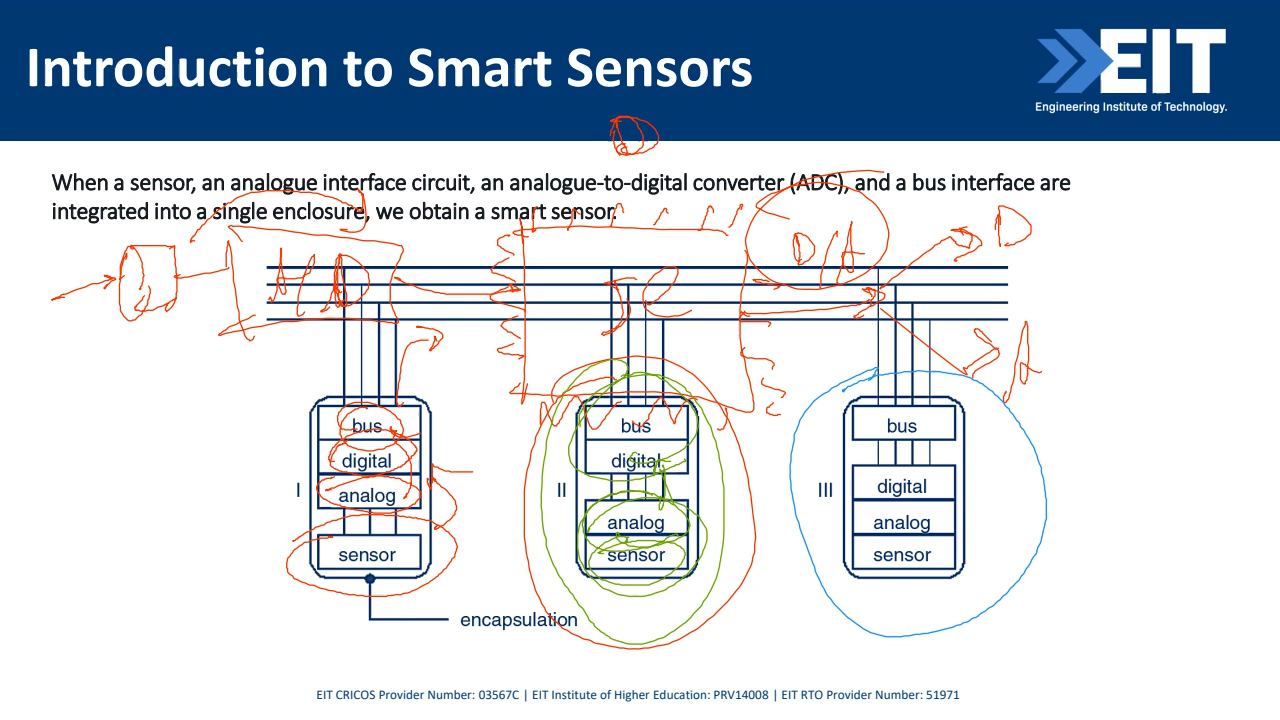 Introduction to Smart Sensors
EIT
Engineering Institute of Technology.
When a sensor, an analogue interface circuit, an analogue-to-digital converter (ADC), and a bus interface are
integrated into a single enclosure, we obtain a smart sensor.
A/D
D/A
D
A
bus
digital
analog
sensor
I
encapsulation
bus
digital
analog
sensor
II
bus
digital
analog
sensor
III
EIT CRICOS Provider Number: 03567C | EIT Institute of Higher Education: PRV14008 | EIT RTO Provider Number: 51971